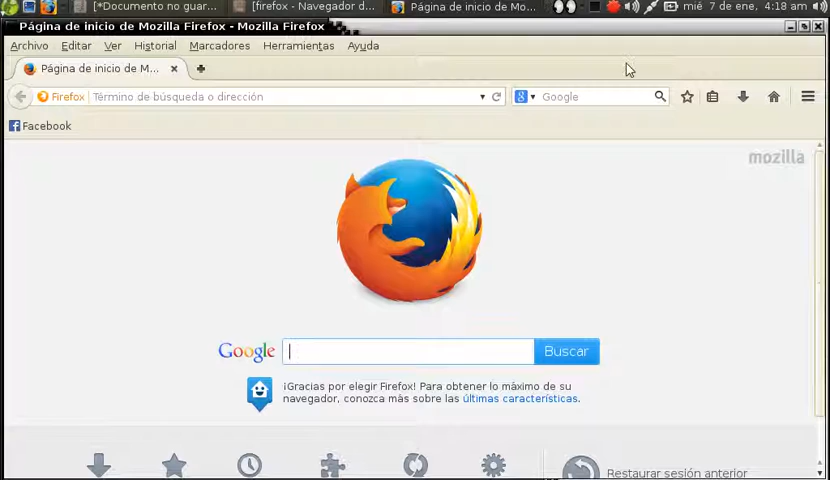 [*Documento no guar...
[firefox - Navegador d...
Página de inicio de Mo...
mié 7 de ene, 4:18 am
Página de inicio de Mozilla Firefox - Mozilla Firefox
Archivo Editar Ver Historial Marcadores Herramientas Ayuda
Página de inicio de M...
Firefox Término de búsqueda o dirección
Google
Facebook
mozilla
Google
Buscar
¡Gracias por elegir Firefox! Para obtener lo máximo de su
navegador, conozca más sobre las últimas características.
Restaurar sesión anterior